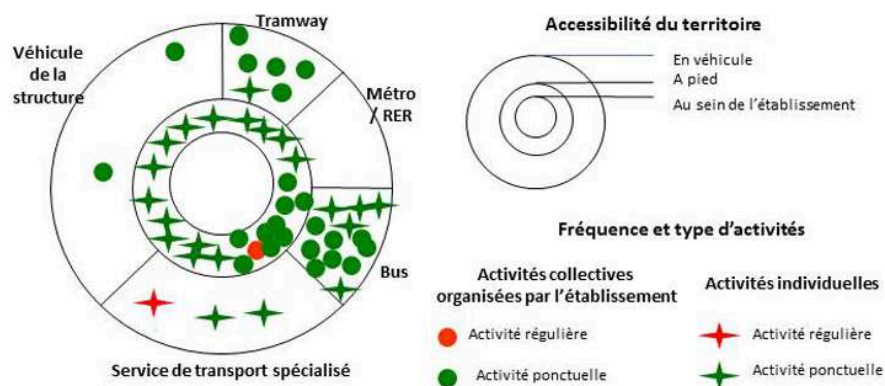 Tramway
Véhicule
de la
structure
Métro
/ RER
Bus
Service de transport spécialisé
Accessibilité du territoire
En véhicule
A pied
Au sein de l'établissement
Fréquence et type d'activités
Activités collectives
organisées par l'établissement
Activité régulière
Activité ponctuelle
Activités individuelles
Activité régulière
Activité ponctuelle